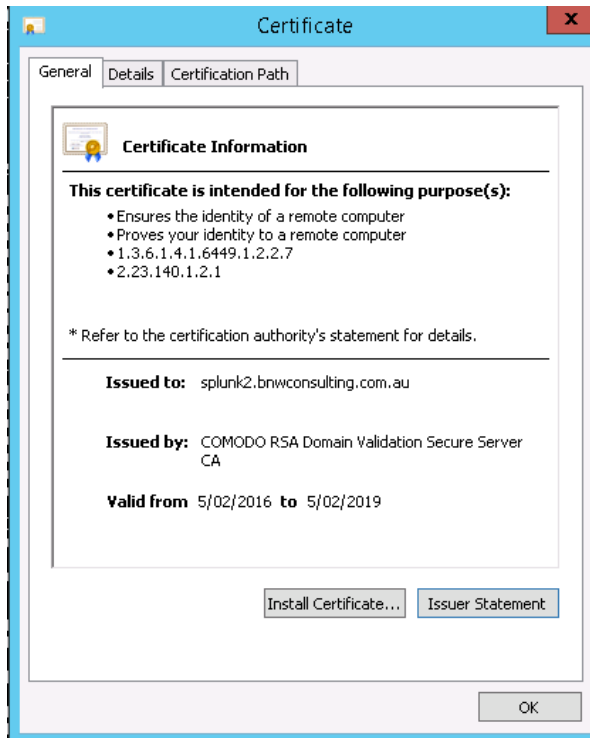 Certificate
x
General Details Certification Path
Certificate Information
This certificate is intended for the following purpose(s):
• Ensures the identity of a remote computer
• Proves your identity to a remote computer
• 1.3.6.1.4.1.6449.1.2.2.7
• 2.23.140.1.2.1
* Refer to the certification authority's statement for details.
Issued to: splunk2.bnwconsulting.com.au
Issued by: COMODO RSA Domain Validation Secure Server
CA
Valid from 5/02/2016 to 5/02/2019
Install Certificate... Issuer Statement
OK